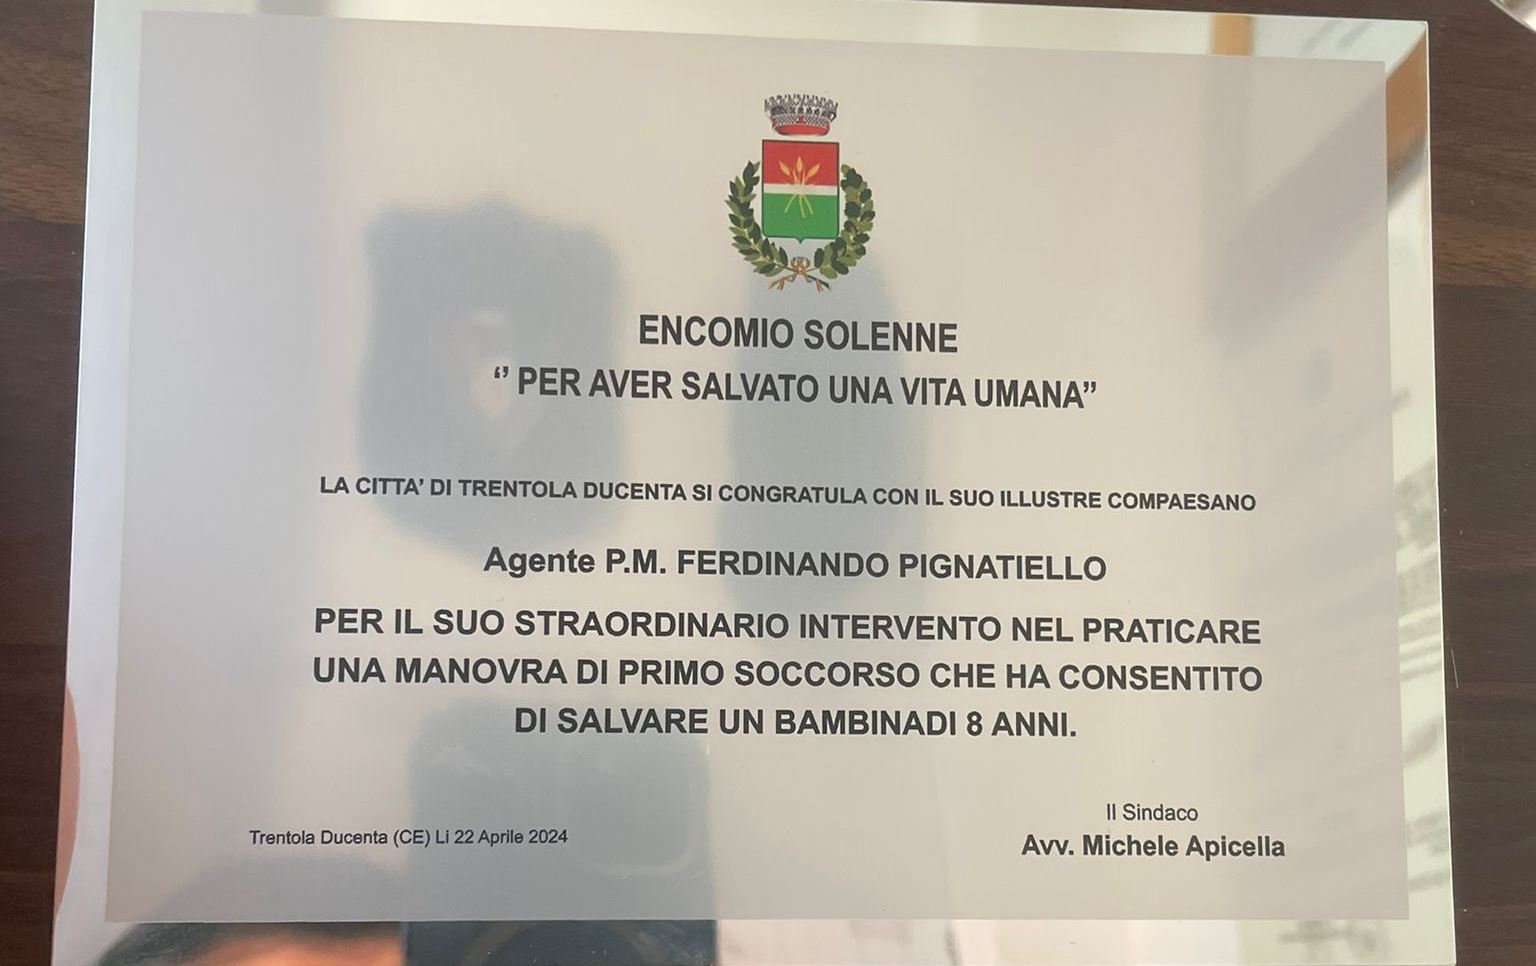 ENCOMIO SOLENNE
‘’ PER AVER SALVATO UNA VITA UMANA”
LA CITTA’ DI TRENTOLA DUCENTA SI CONGRATULA CON IL SUO ILLUSTRE COMPAESANO
Agente P.M. FERDINANDO PIGNATIELLO
PER IL SUO STRAORDINARIO INTERVENTO NEL PRATICARE
UNA MANOVRA DI PRIMO SOCCORSO CHE HA CONSENTITO
DI SALVARE UN BAMBINADI 8 ANNI.
Trentola Ducenta (CE) Li 22 Aprile 2024
Il Sindaco
Avv. Michele Apicella